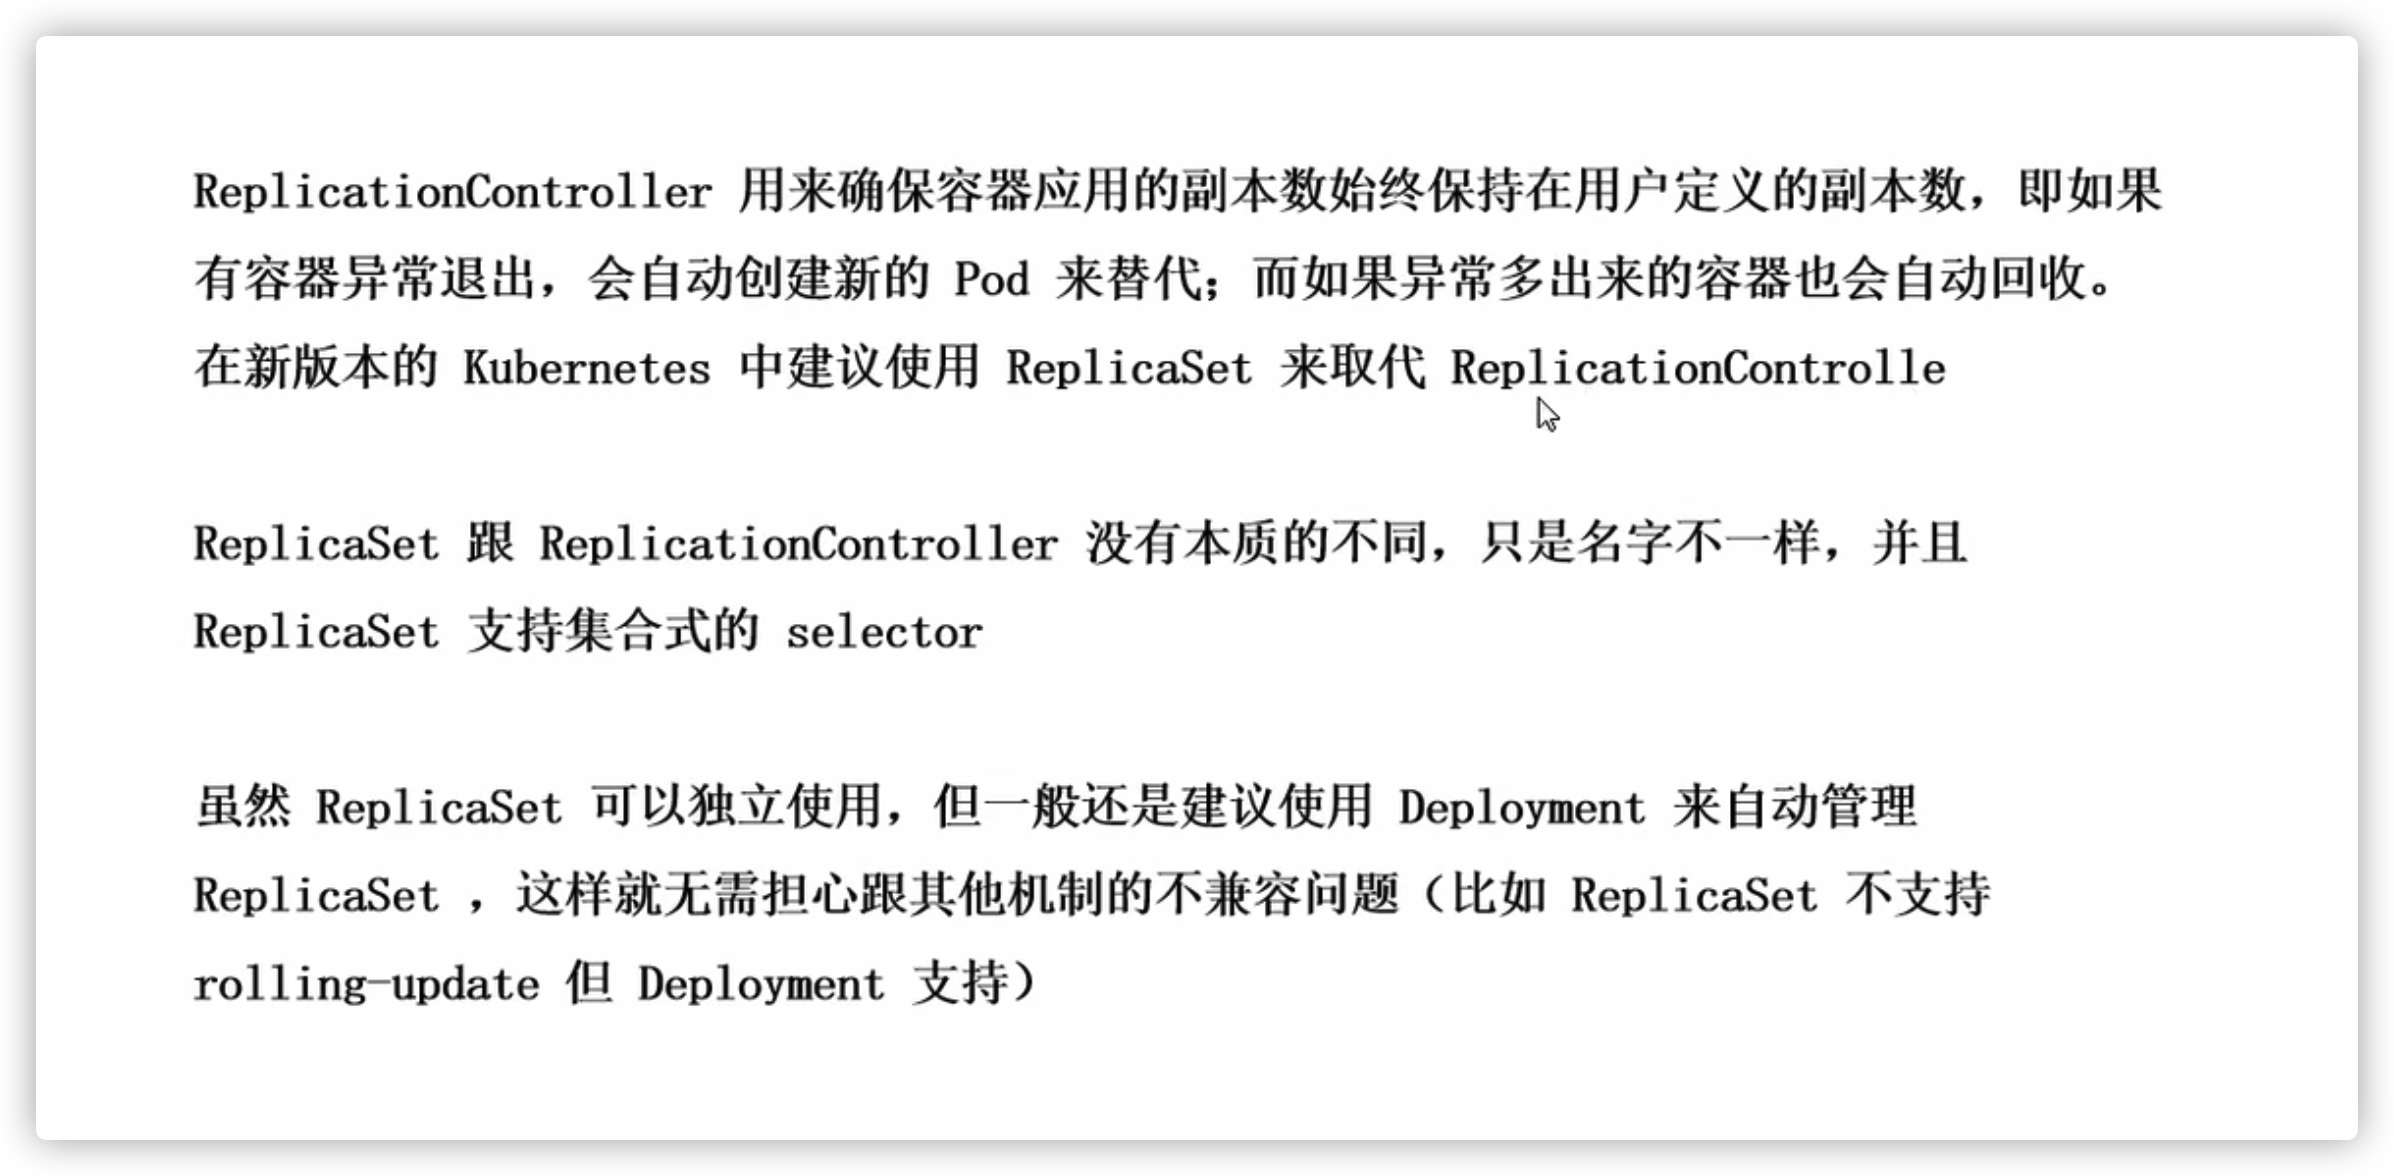 ReplicationController 用来确保容器应用的副本数始终保持在用户定义的副本数，即如果
有容器异常退出，会自动创建新的 Pod 来替代；而如果异常多出来的容器也会自动回收。
在新版本的 Kubernetes 中建议使用 ReplicaSet 来取代 ReplicationControlle
ReplicaSet 跟 ReplicationController 没有本质的不同，只是名字不一样，并且
ReplicaSet 支持集合式的 selector
虽然 ReplicaSet 可以独立使用，但一般还是建议使用 Deployment 来自动管理
ReplicaSet ，这样就无需担心跟其他机制的不兼容问题（比如 ReplicaSet 不支持
rolling-update 但 Deployment 支持）